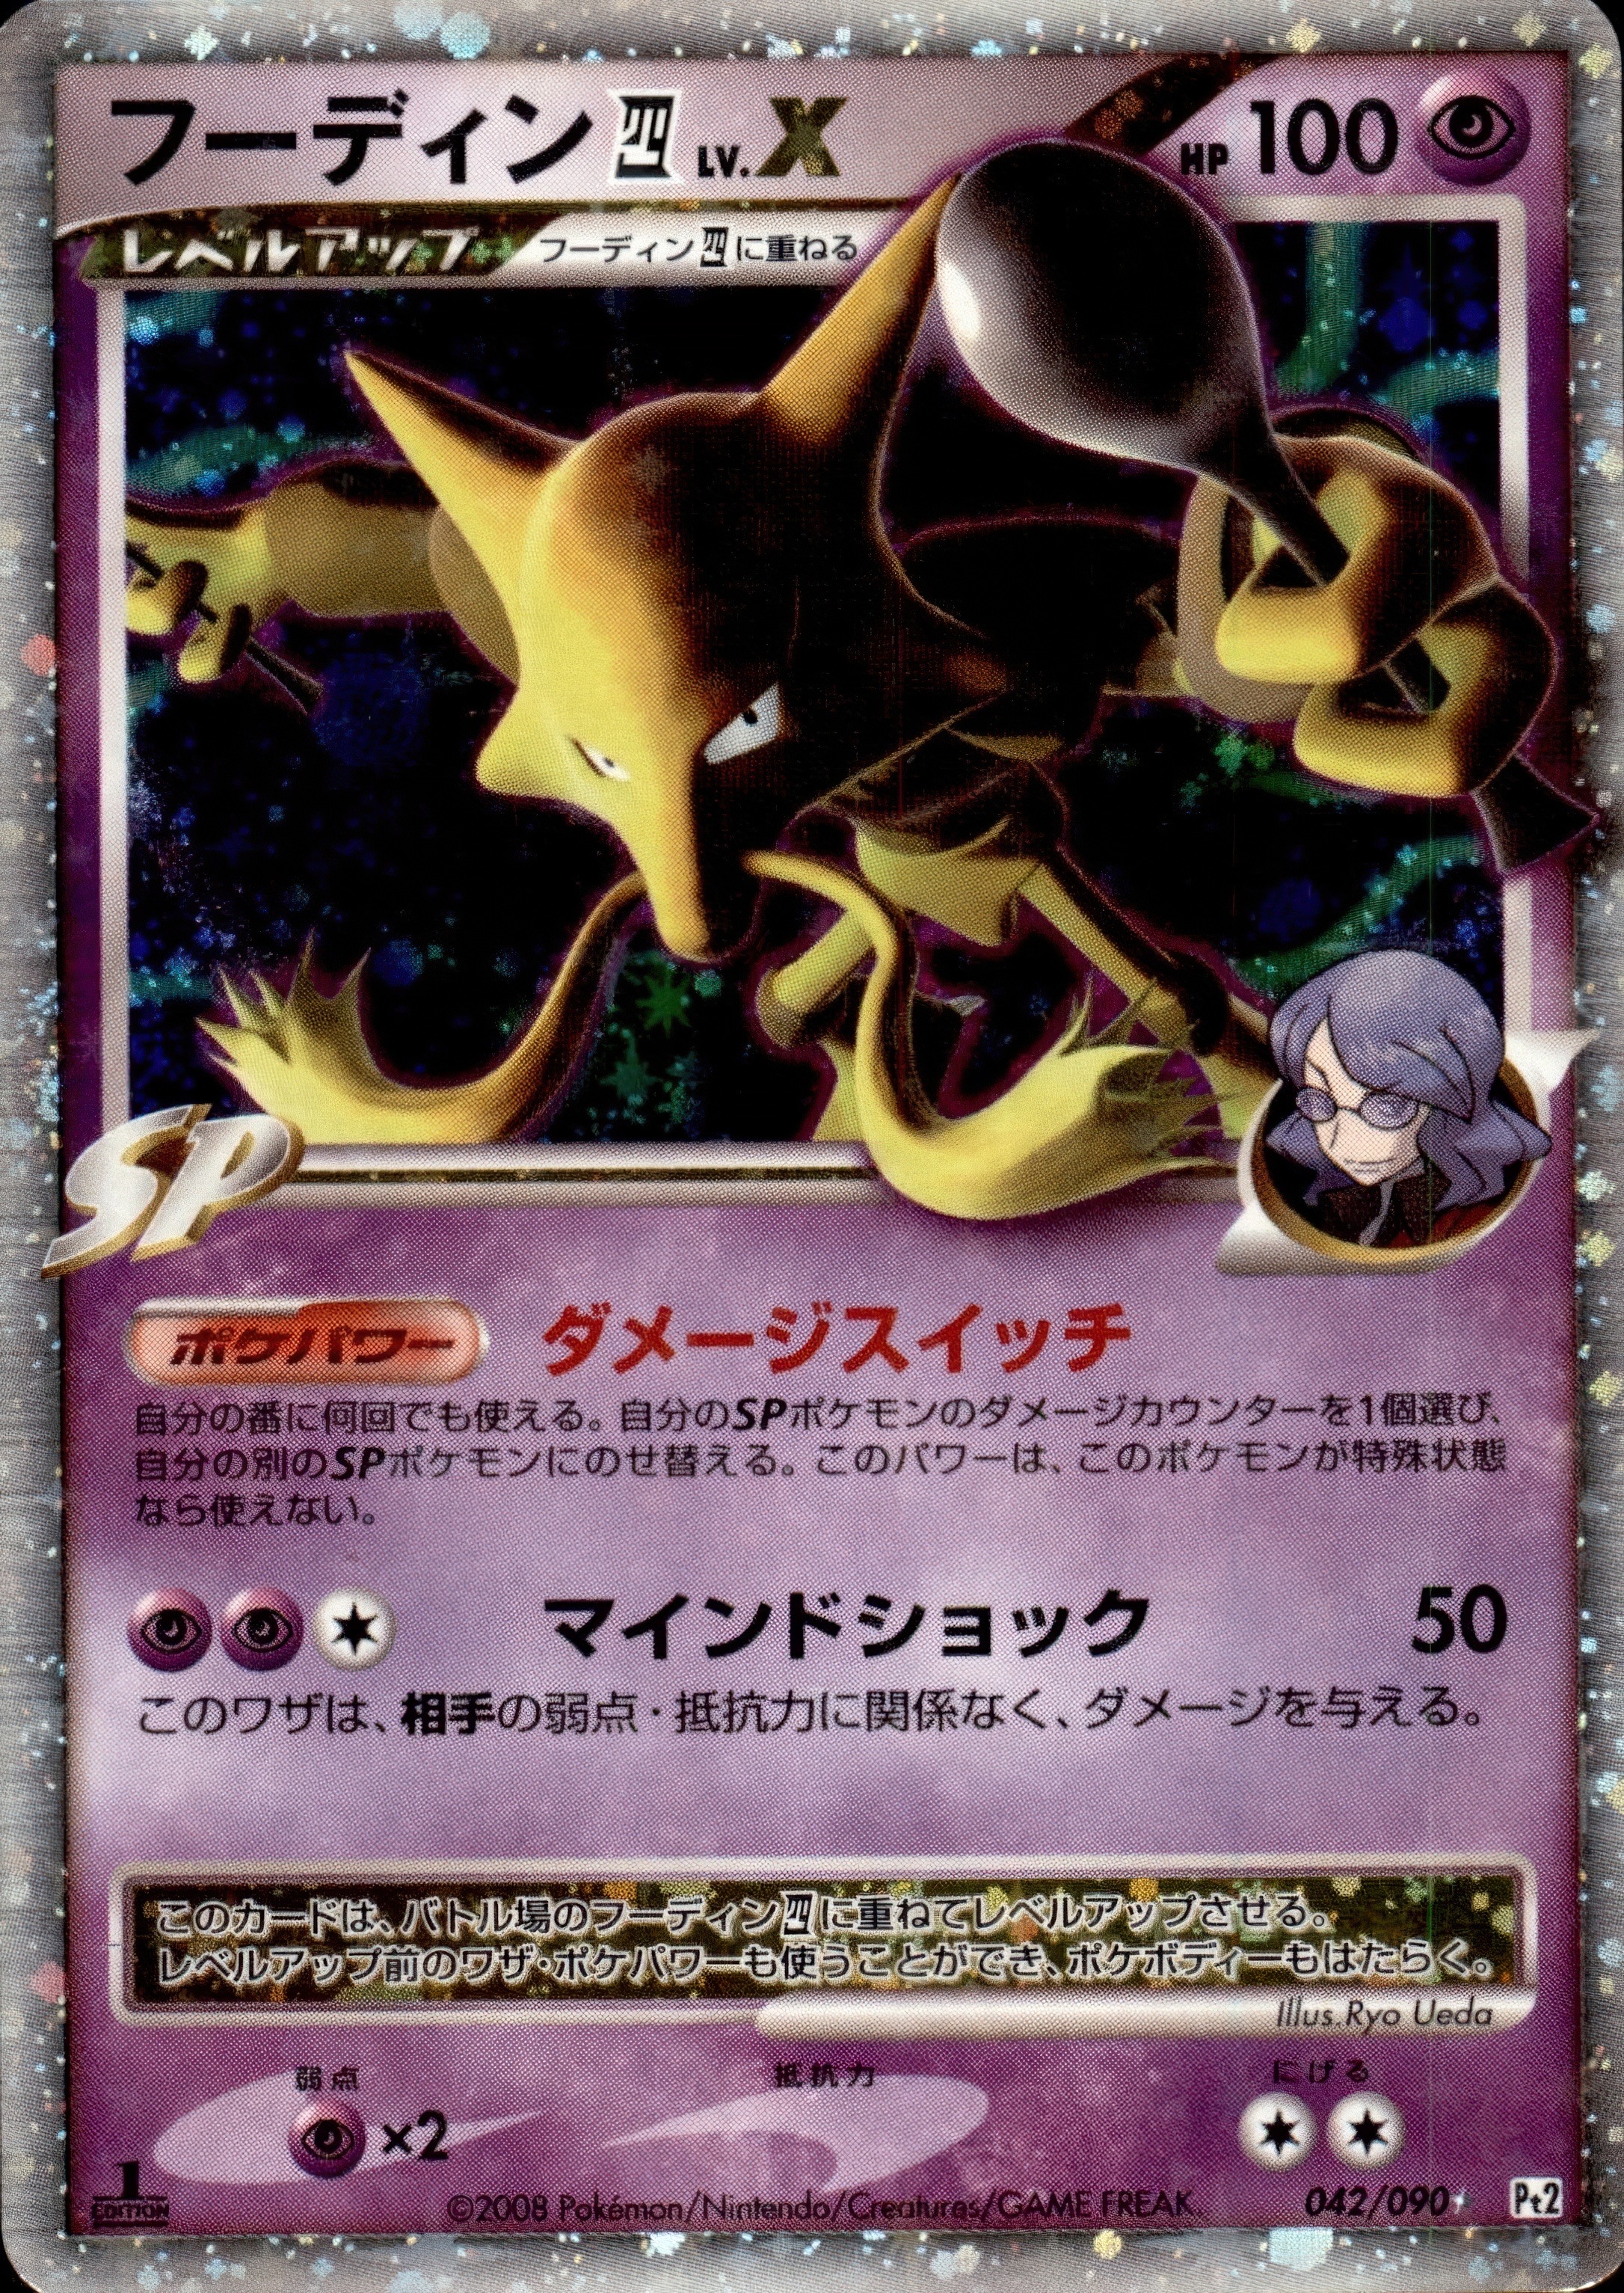 フーディン四 LV.X HP 100
レベルアップ フーディン四に重ねる
SP
ポケパワー ダメージスイッチ
自分の番に何回でも使える。自分のSPポケモンのダメージカウンターを1個選び、
自分の別のSPポケモンにのせ替える。このパワーは、このポケモンが特殊状態
なら使えない。
マインドショック 50
このワザは、相手の弱点・抵抗力に関係なく、ダメージを与える。
このカードは、バトル場のフーディン四に重ねてレベルアップさせる。
レベルアップ前のワザ・ポケパワーも使うことができ、ポケボディーもはたらく。
Illus.Ryo Ueda
弱点 抵抗力 にげる
×2
1 EDITION
©2008 Pokémon/Nintendo/Creatures/GAME FREAK. 042/090 Pt2